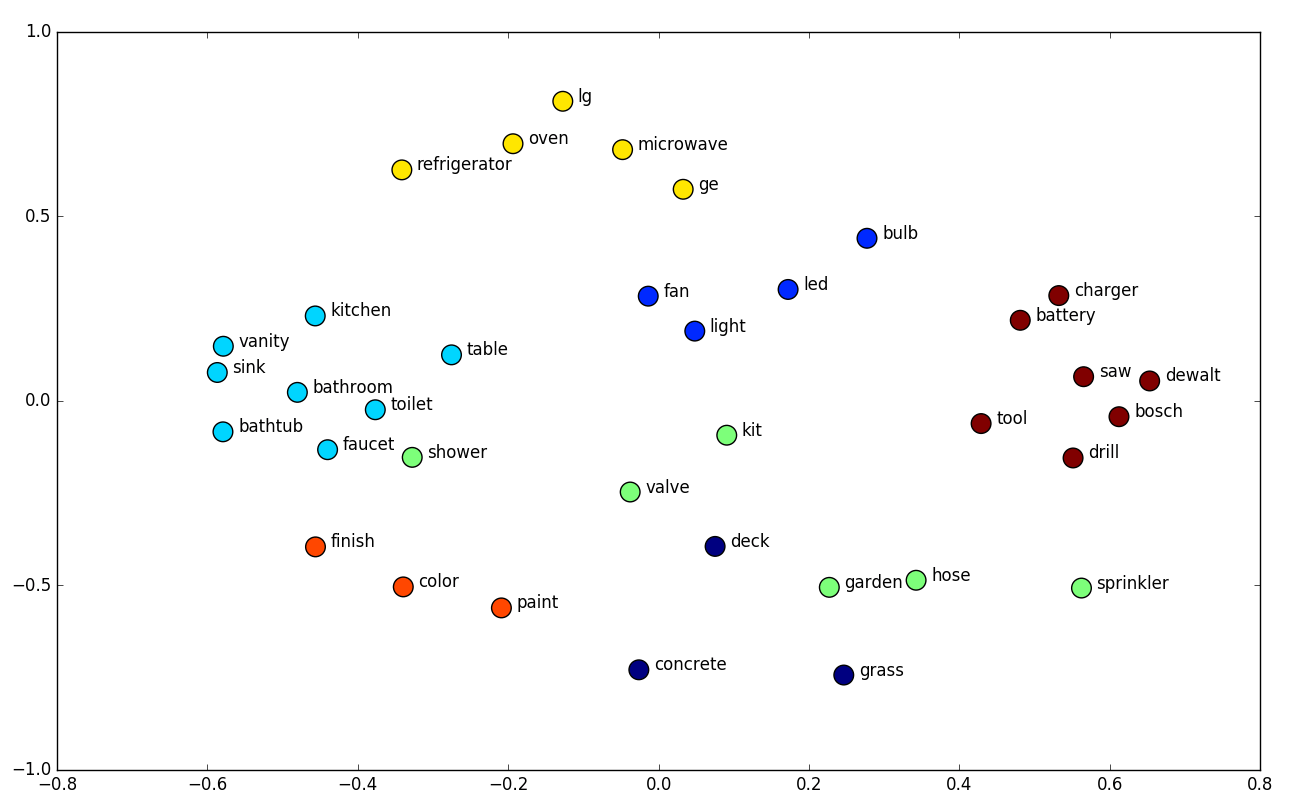 1.0
lg
oven
microwave
refrigerator
ge
0.5
bulb
fan
led
charger
kitchen
battery
light
vanity
table
sink
saw
dewalt
bathroom
0.0
toilet
bosch
tool
bathtub
kit
faucet
shower
drill
valve
finish
deck
color
garden
hose
sprinkler
−0.5
paint
concrete
grass
−1.0
−0.8 −0.6 −0.4 −0.2 0.0 0.2 0.4 0.6 0.8